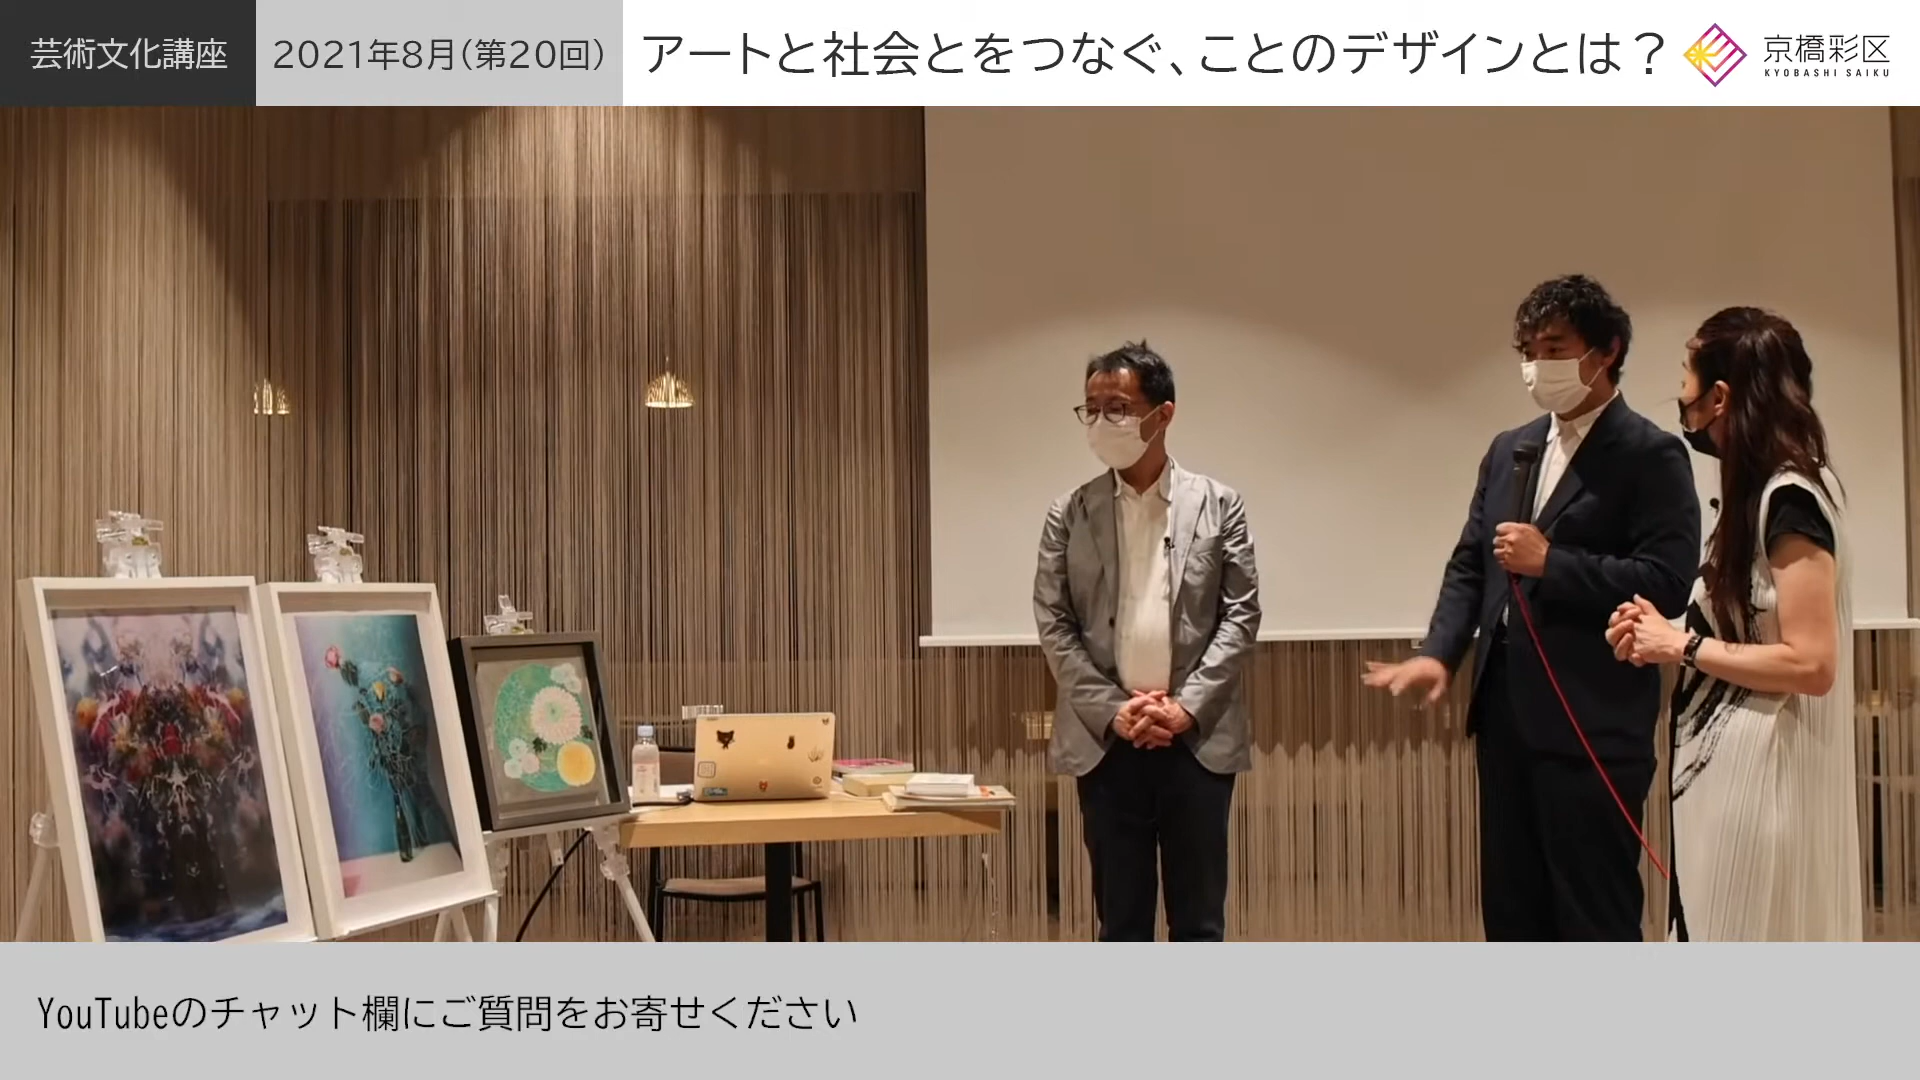 芸術文化講座
2021年8月(第20回)
アートと社会とをつなぐ、ことのデザインとは？
京橋彩区
KYOBASHI SAIKU
YouTubeのチャット欄にご質問をお寄せください